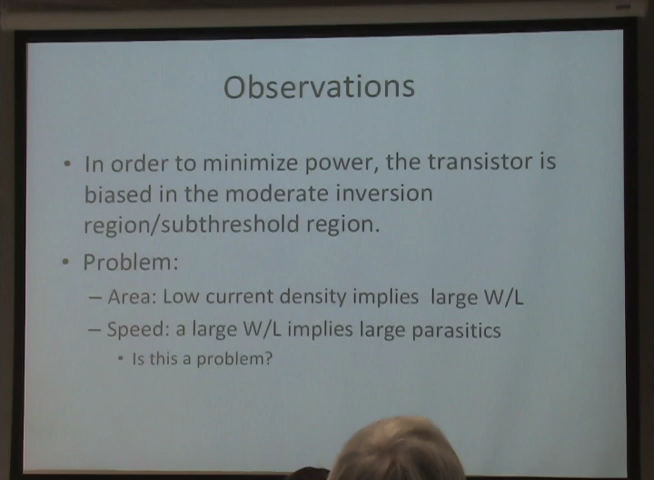 Observations
• In order to minimize power, the transistor is
biased in the moderate inversion
region/subthreshold region.
• Problem:
– Area: Low current density implies large W/L
– Speed: a large W/L implies large parasitics
• Is this a problem?